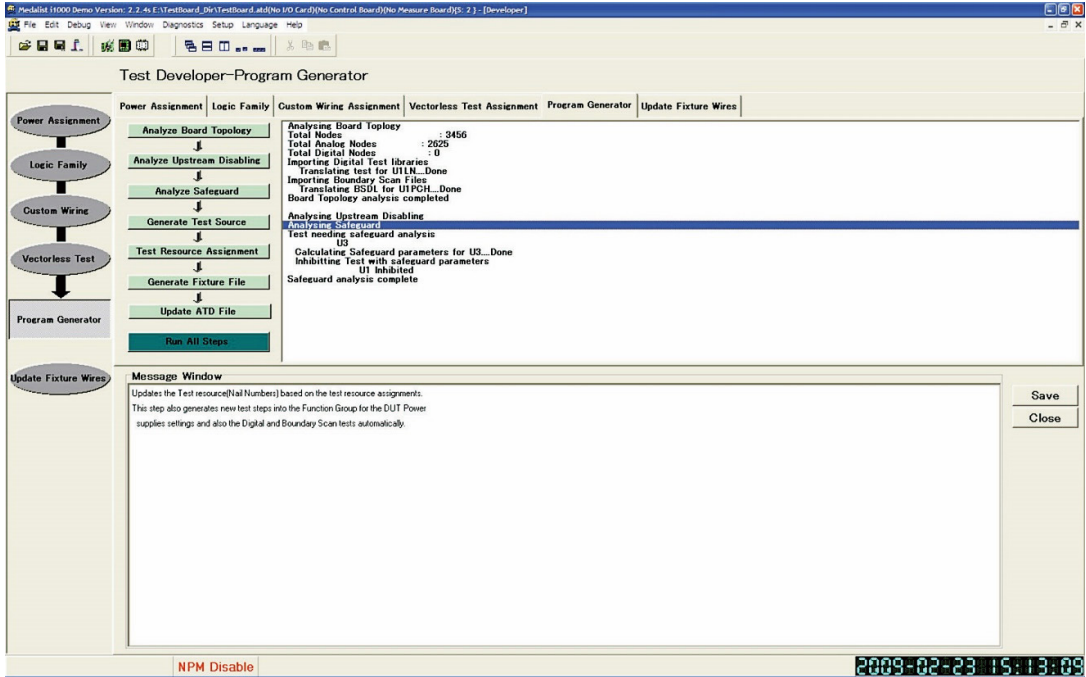 Medalist i1000 Demo Version: 2.2.4s E:\TestBoard_Dir\TestBoard.atd(No I/O Card)(No Control Board)(No Measure Board){S: 2 } - [Developer]
File Edit Debug View Window Diagnostics Setup Language Help
Test Developer-Program Generator
Power Assignment Logic Family Custom Wiring Assignment Vectorless Test Assignment Program Generator Update Fixture Wires
Power Assignment
Logic Family
Custom Wiring
Vectorless Test
Program Generator
Update Fixture Wires
Analyze Board Topology
Analyze Upstream Disabling
Analyze Safeguard
Generate Test Source
Test Resource Assignment
Generate Fixture File
Update ATD File
Run All Steps
Analysing Board Toplogy
Total Nodes : 3456
Total Analog Nodes : 2625
Total Digital Nodes : 0
Importing Digital Test libraries
Translating test for U1LN....Done
Importing Boundary Scan Files
Translating BSDL for U1PCH....Done
Board Topology analysis completed
Analysing Upstream Disabling
Analysing Safeguard
Test needing safeguard analysis
U3
Calculating Safeguard parameters for U3....Done
Inhibitting Test with safeguard parameters
U1 Inhibited
Safeguard analysis complete
Message Window
Updates the Test resource(Nail Numbers) based on the test resource assignments.
This step also generates new test steps into the Function Group for the DUT Power
supplies settings and also the Digital and Boundary Scan tests automatically.
Save
Close
NPM Disable
2009-02-23 15:13:09